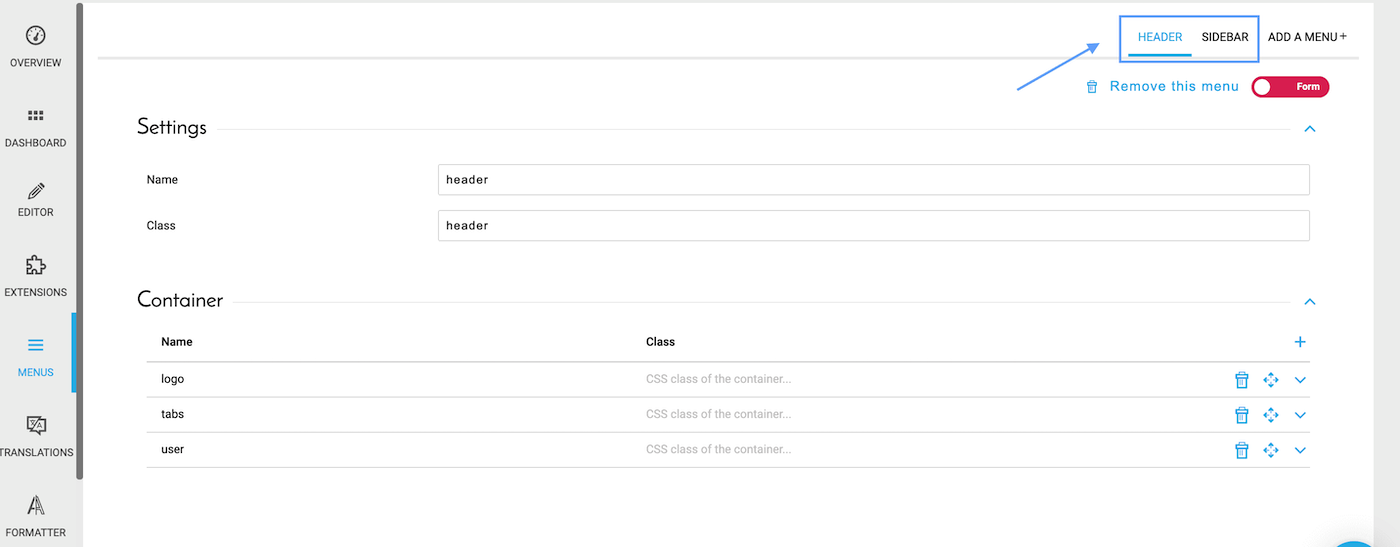 OVERVIEW
DASHBOARD
EDITOR
EXTENSIONS
MENUS
TRANSLATIONS
FORMATTER
HEADER SIDEBAR ADD A MENU+
Remove this menu Form
Settings
Name header
Class header
Container
Name Class
logo CSS class of the container...
tabs CSS class of the container...
user CSS class of the container...